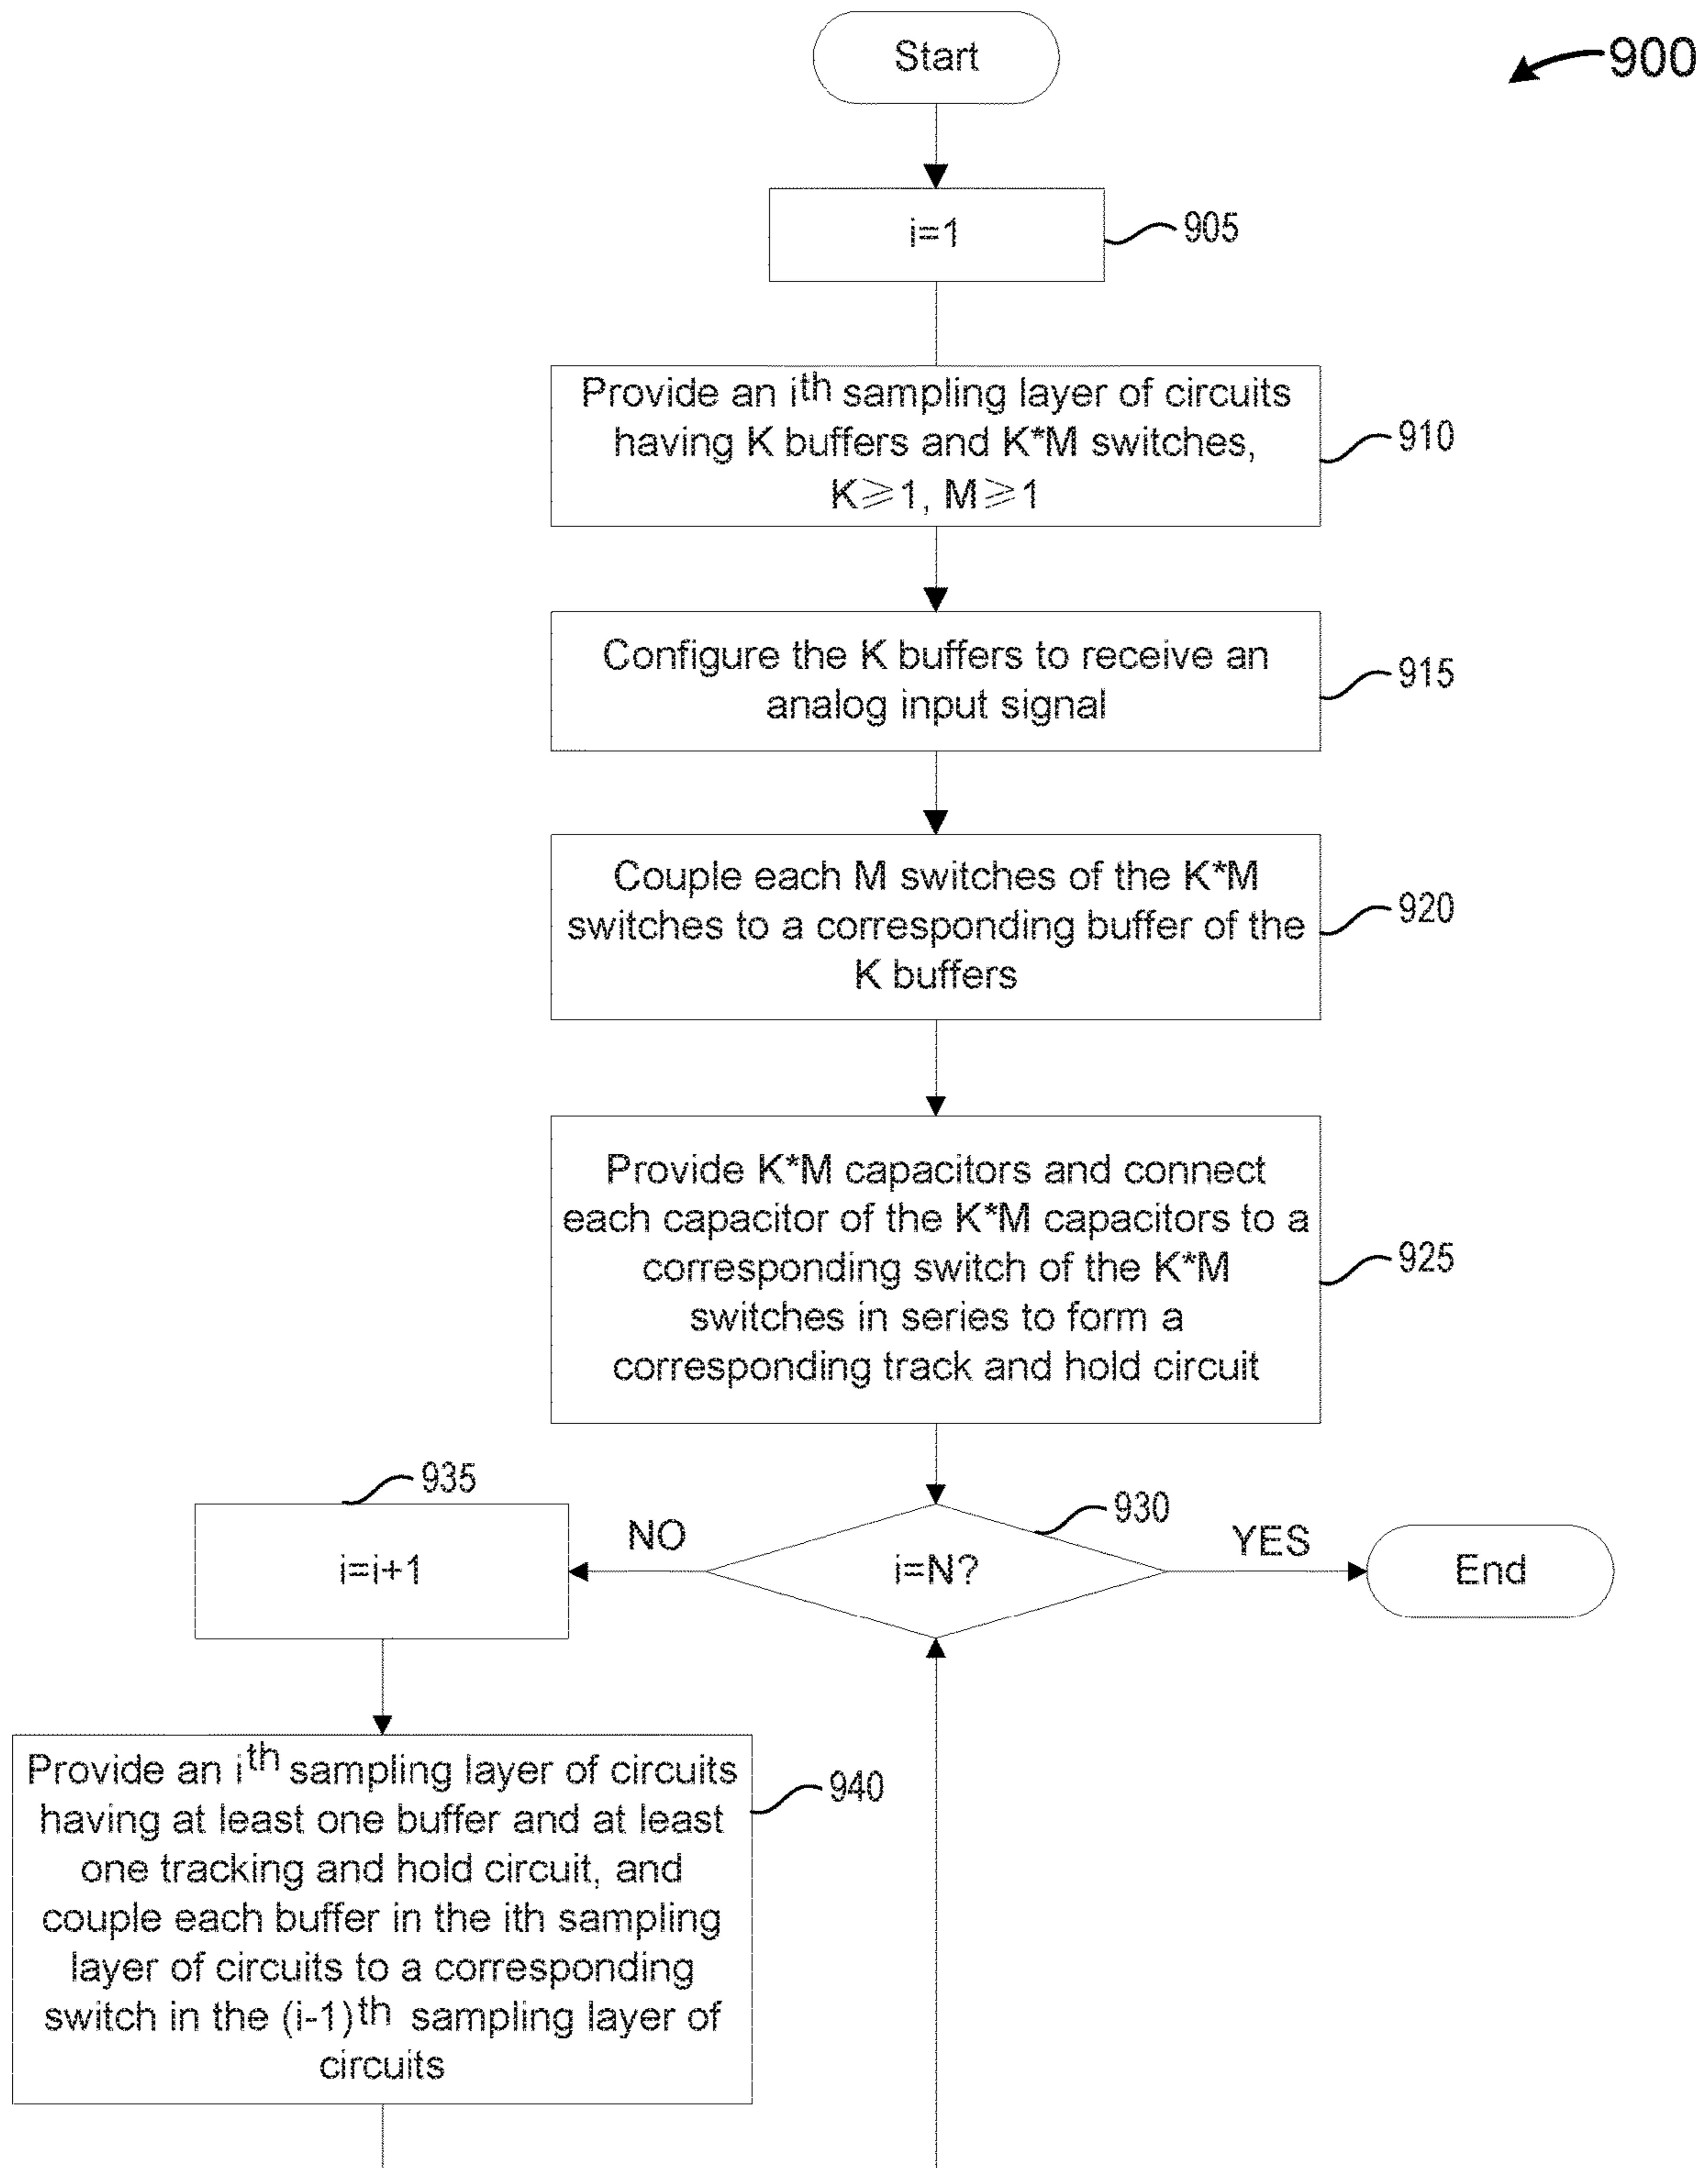 Start
900
i=1
905
Provide an ith sampling layer of circuits
having K buffers and K*M switches,
K≥1, M≥1
910
Configure the K buffers to receive an
analog input signal
915
Couple each M switches of the K*M
switches to a corresponding buffer of the
K buffers
920
Provide K*M capacitors and connect
each capacitor of the K*M capacitors to a
corresponding switch of the K*M
switches in series to form a
corresponding track and hold circuit
925
i=N?
930
YES
End
NO
i=i+1
935
Provide an ith sampling layer of circuits
having at least one buffer and at least
one tracking and hold circuit, and
couple each buffer in the ith sampling
layer of circuits to a corresponding
switch in the (i-1)th sampling layer of
circuits
940